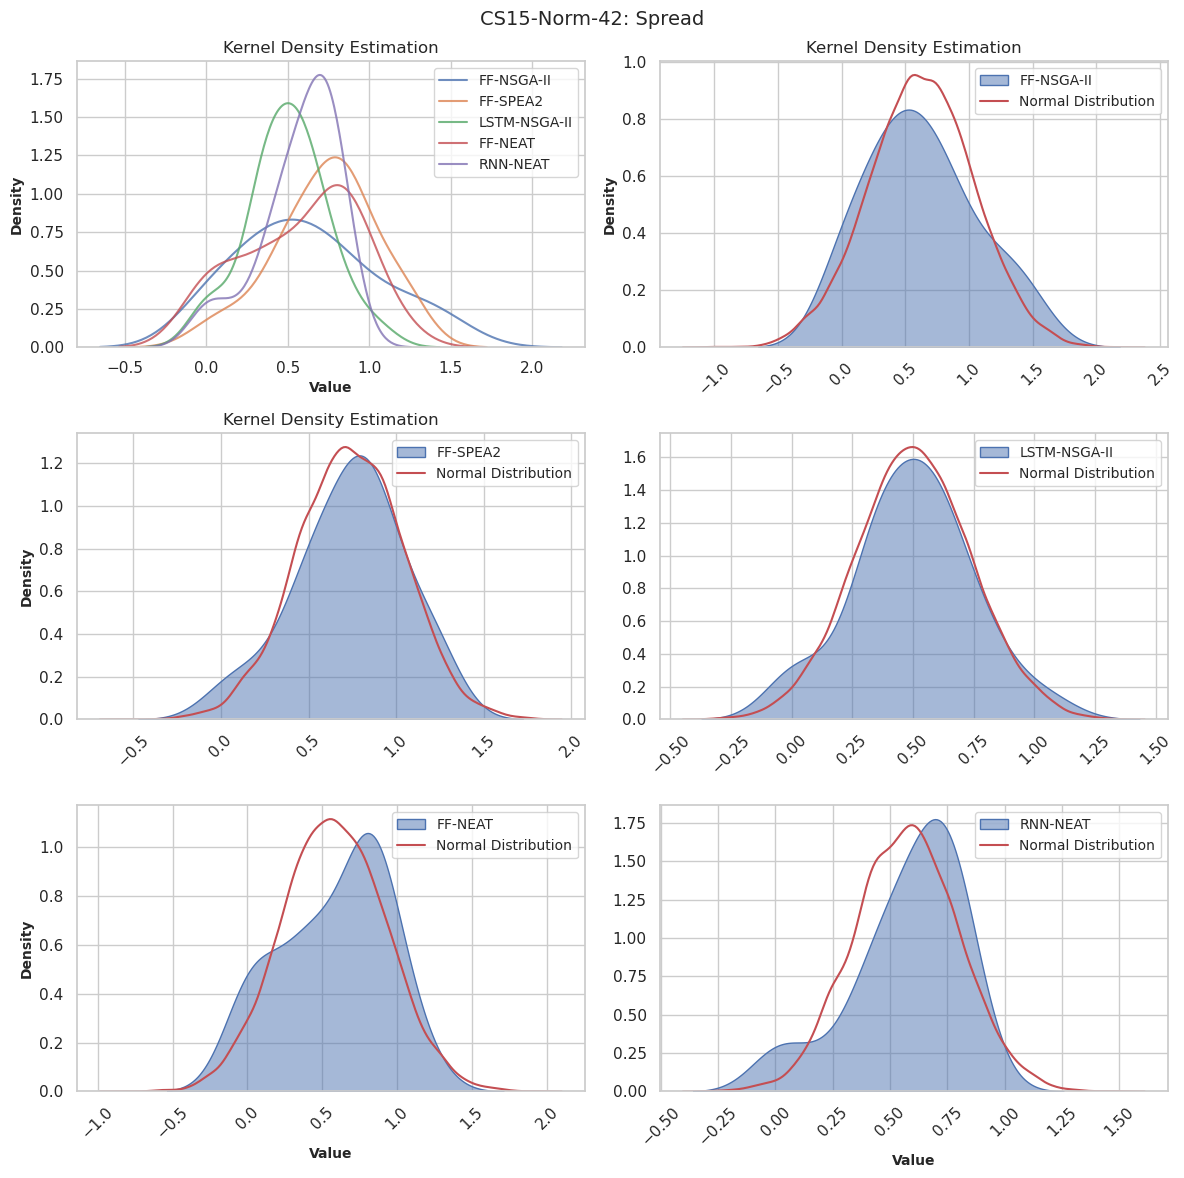 CS15-Norm-42: Spread
Kernel Density Estimation
Density
1.75
1.50
1.25
1.00
0.75
0.50
0.25
0.00
FF-NSGA-II
FF-SPEA2
LSTM-NSGA-II
FF-NEAT
RNN-NEAT
−0.5 0.0 0.5 1.0 1.5 2.0
Value
Kernel Density Estimation
Density
1.0
0.8
0.6
0.4
0.2
0.0
FF-NSGA-II
Normal Distribution
−1.0 −0.5 0.0 0.5 1.0 1.5 2.0 2.5
Kernel Density Estimation
Density
1.2
1.0
0.8
0.6
0.4
0.2
0.0
FF-SPEA2
Normal Distribution
−0.5 0.0 0.5 1.0 1.5 2.0
1.6
1.4
1.2
1.0
0.8
0.6
0.4
0.2
0.0
LSTM-NSGA-II
Normal Distribution
−0.50 −0.25 0.00 0.25 0.50 0.75 1.00 1.25 1.50
Density
1.0
0.8
0.6
0.4
0.2
0.0
FF-NEAT
Normal Distribution
−1.0 −0.5 0.0 0.5 1.0 1.5 2.0
Value
1.75
1.50
1.25
1.00
0.75
0.50
0.25
0.00
RNN-NEAT
Normal Distribution
−0.50 −0.25 0.00 0.25 0.50 0.75 1.00 1.25 1.50
Value